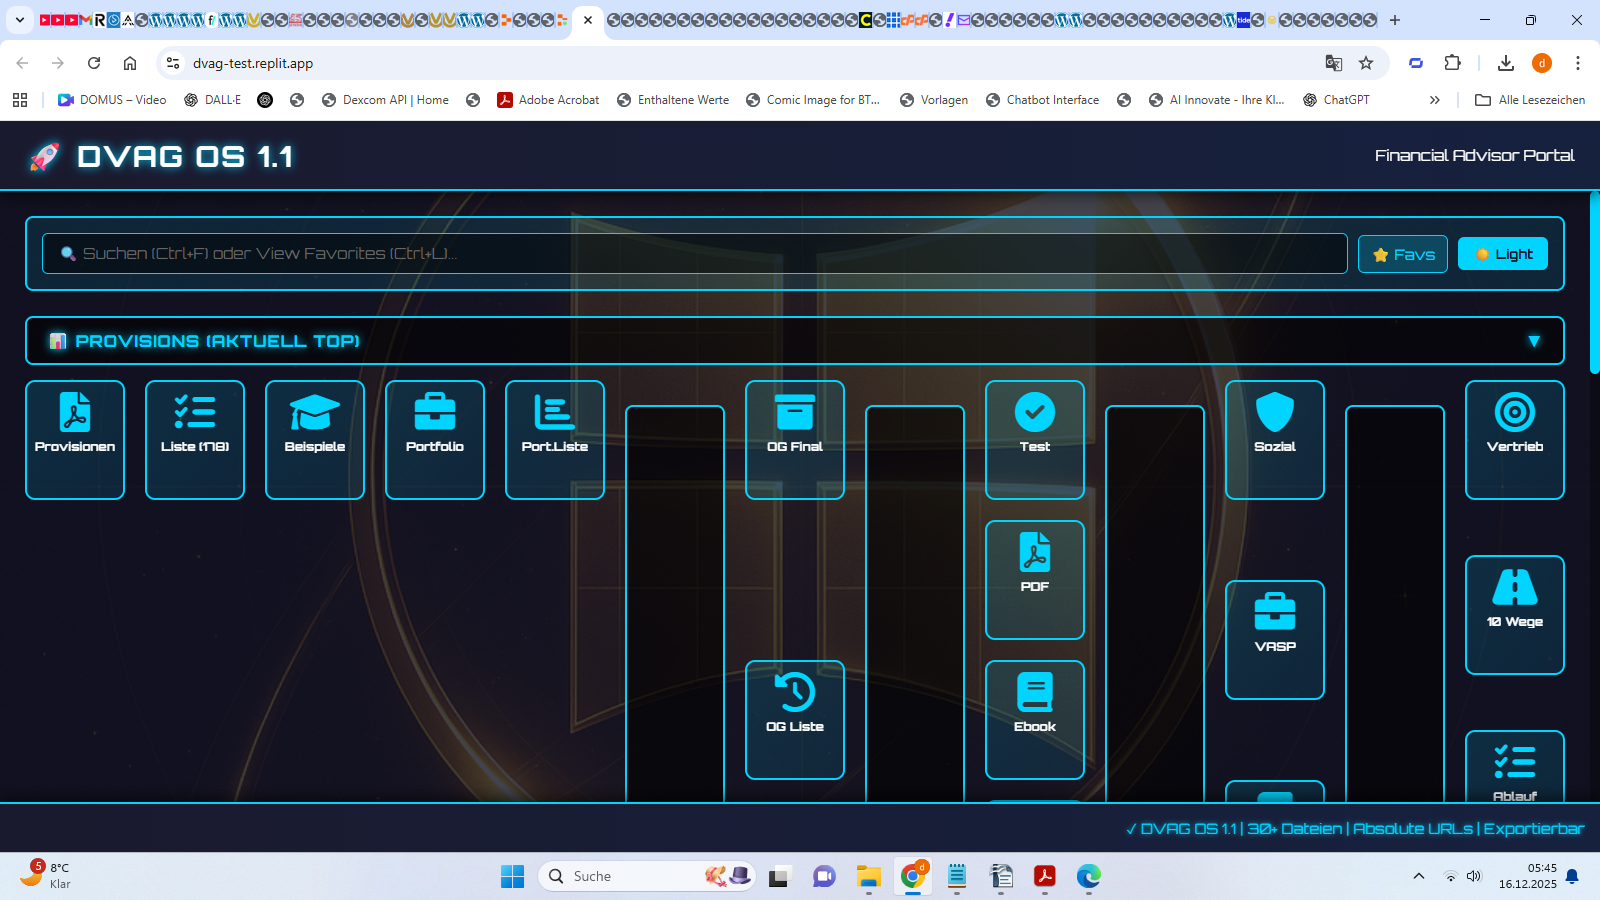 dvag-test.replit.app
d
DOMUS – Video
DALL·E
Dexcom API | Home
Adobe Acrobat
Enthaltene Werte
Comic Image for BT...
Vorlagen
Chatbot Interface
AI Innovate - Ihre KI...
ChatGPT
Alle Lesezeichen
DVAG OS 1.1
Financial Advisor Portal
Suchen (Ctrl+F) oder View Favorites (Ctrl+L)...
Favs
Light
PROVISIONS (AKTUELL TOP)
Provisionen
Liste (178)
Beispiele
Portfolio
Port.Liste
OG Final
Test
Sozial
Vertrieb
PDF
VASP
10 Wege
OG Liste
Ebook
Ablauf
✓ DVAG OS 1.1 | 30+ Dateien | Absolute URLs | Exportierbar
5
8°C
Klar
Suche
d
05:45
16.12.2025